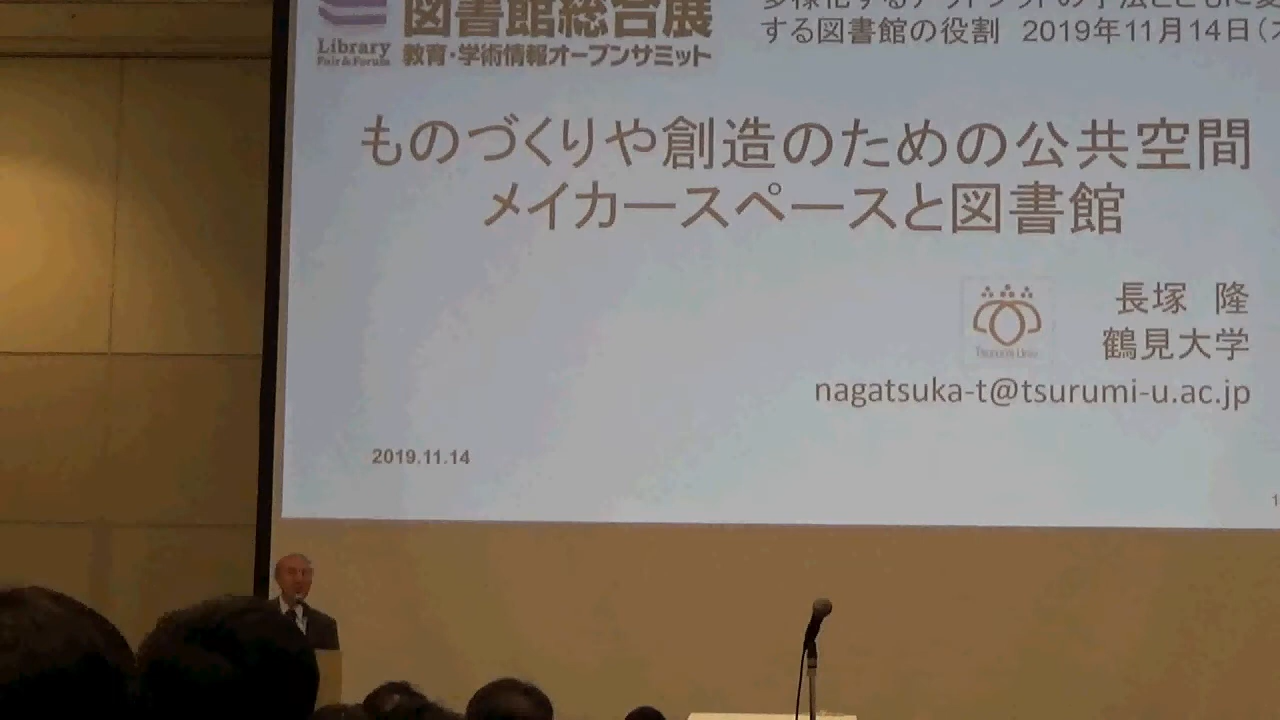 図書館総合展
Library
Fair & Forum
教育・学術情報オープンサミット
する図書館の役割 2019年11月14日(
ものづくりや創造のための公共空間
メイカースペースと図書館
長塚 隆
鶴見大学
Tsurumi Univ.
nagatsuka-t@tsurumi-u.ac.jp
2019.11.14
1